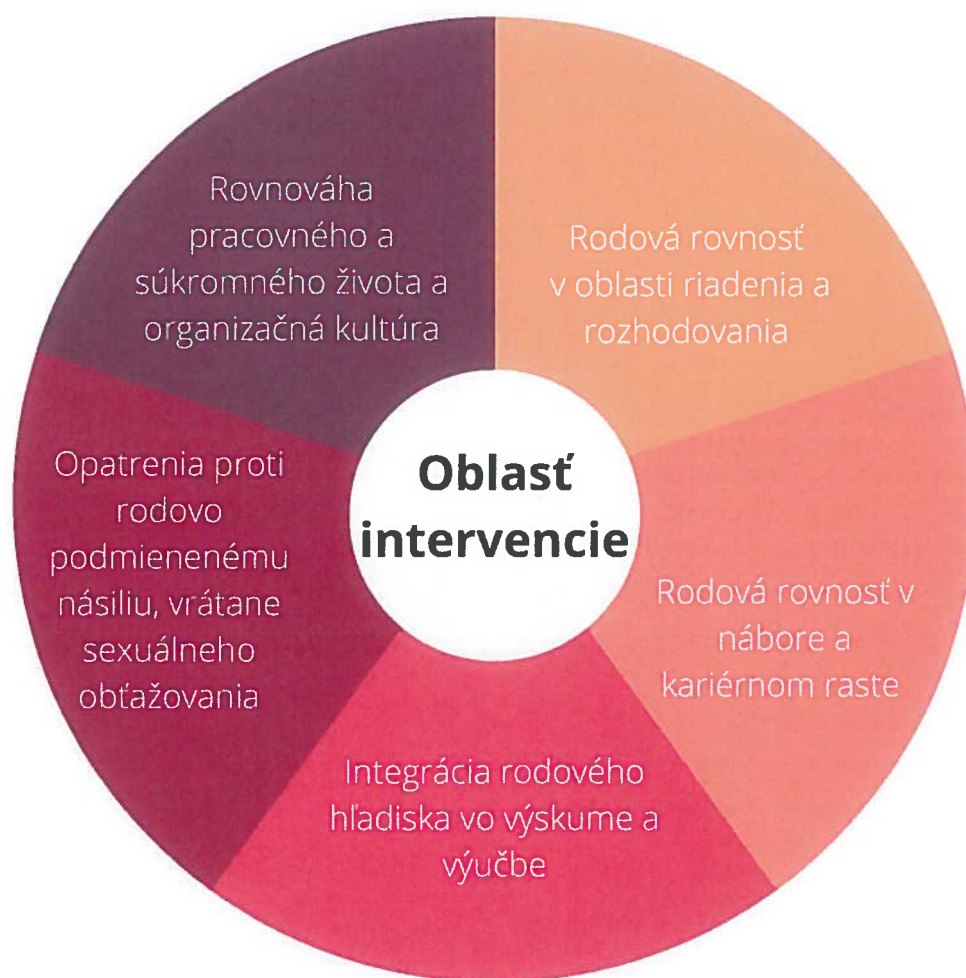 Rovnováha
pracovného a
súkromného života a
organizačná kultúra
Rodová rovnosť
v oblasti riadenia a
rozhodovania
Oblasť
intervencie
Opatrenia proti
rodovo
podmienenému
násiliu, vrátane
sexuálneho
obťažovania
Rodová rovnosť v
nábore a
kariérnom raste
Integrácia rodového
hľadiska vo výskume a
výučbe